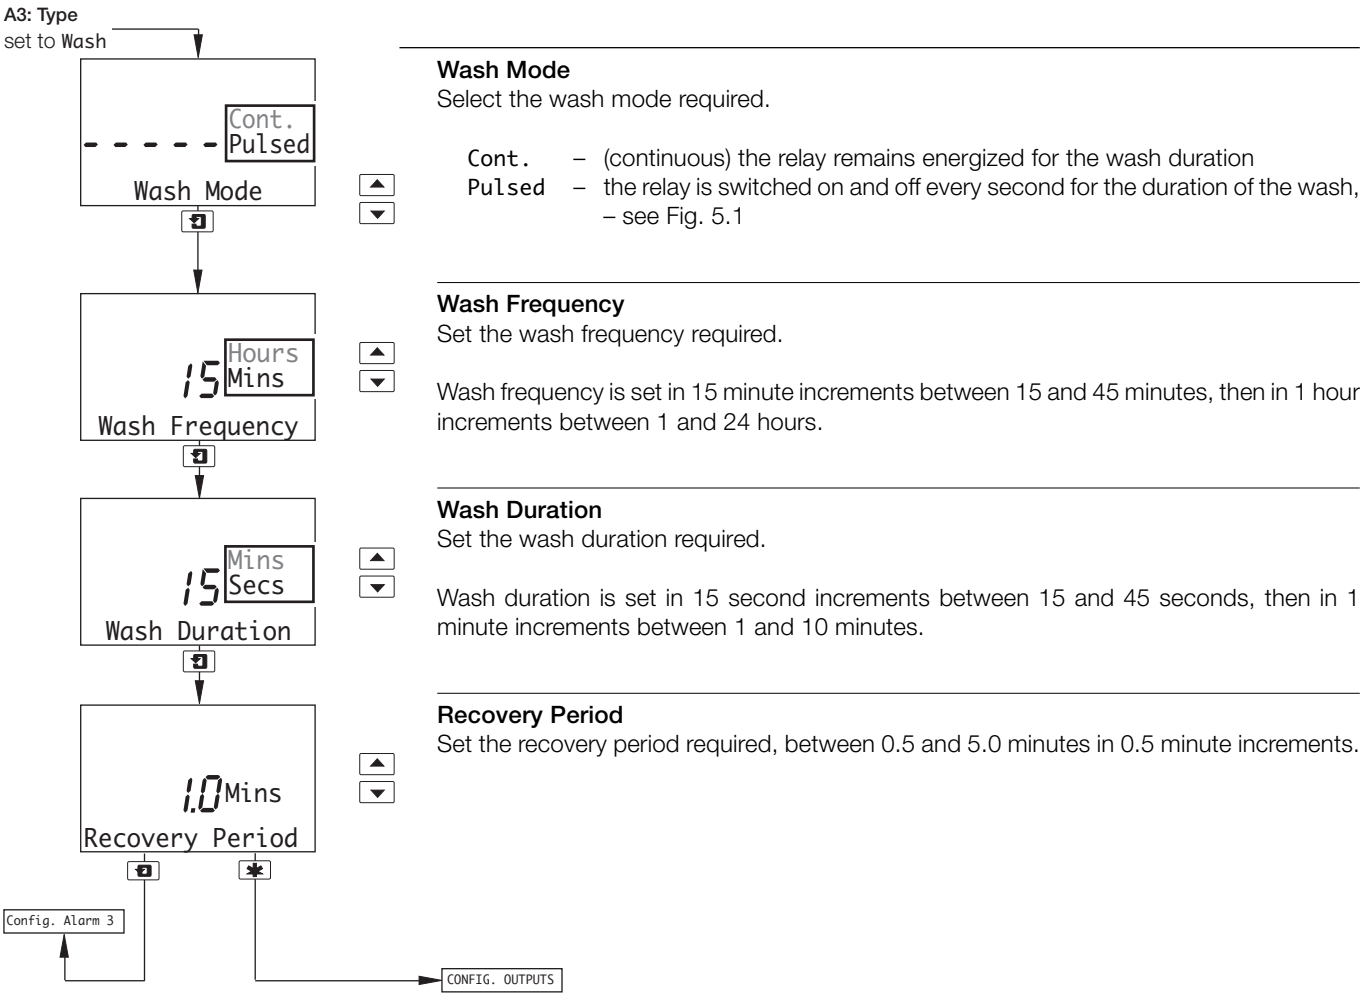 A3: Type
set to Wash
Cont.
- - - - - Pulsed
Wash Mode
Wash Mode
Select the wash mode required.
Cont. – (continuous) the relay remains energized for the wash duration
Pulsed – the relay is switched on and off every second for the duration of the wash,
– see Fig. 5.1
Hours
15 Mins
Wash Frequency
Wash Frequency
Set the wash frequency required.
Wash frequency is set in 15 minute increments between 15 and 45 minutes, then in 1 hour
increments between 1 and 24 hours.
Mins
15 Secs
Wash Duration
Wash Duration
Set the wash duration required.
Wash duration is set in 15 second increments between 15 and 45 seconds, then in 1
minute increments between 1 and 10 minutes.
1.0 Mins
Recovery Period
Recovery Period
Set the recovery period required, between 0.5 and 5.0 minutes in 0.5 minute increments.
Config. Alarm 3
CONFIG. OUTPUTS